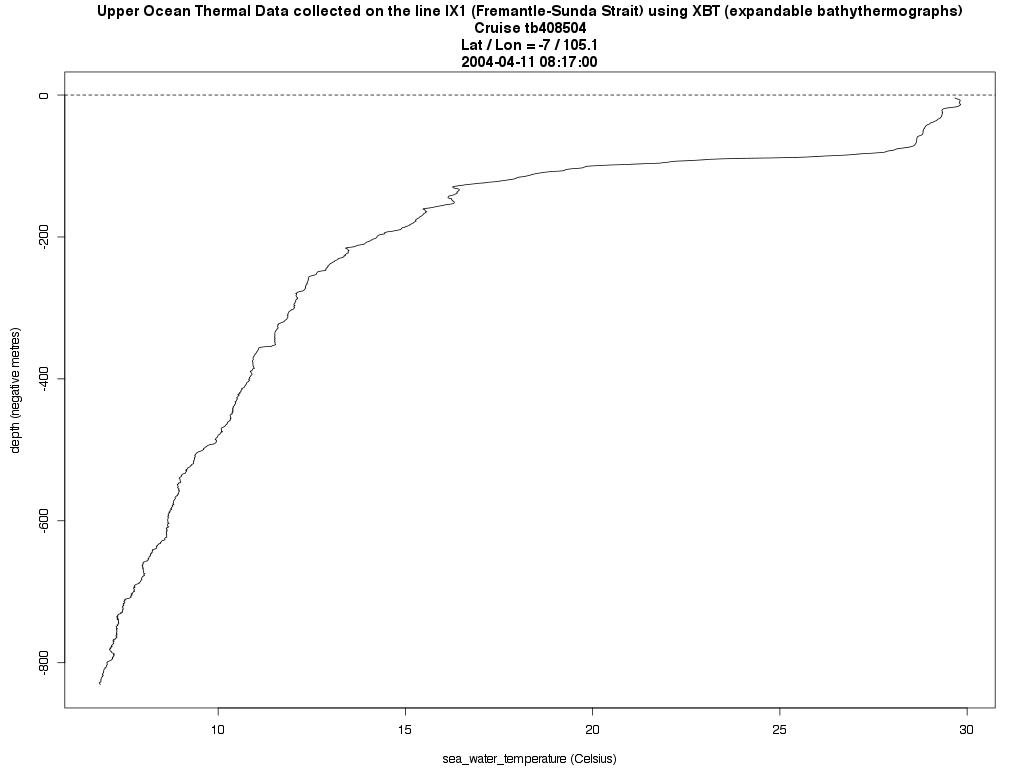 Upper Ocean Thermal Data collected on the line IX1 (Fremantle-Sunda Strait) using XBT (expandable bathythermographs)
Cruise tb408504
Lat / Lon = -7 / 105.1
2004-04-11 08:17:00
0
-200
-400
-600
-800
depth (negative metres)
10
15
20
25
30
sea_water_temperature (Celsius)